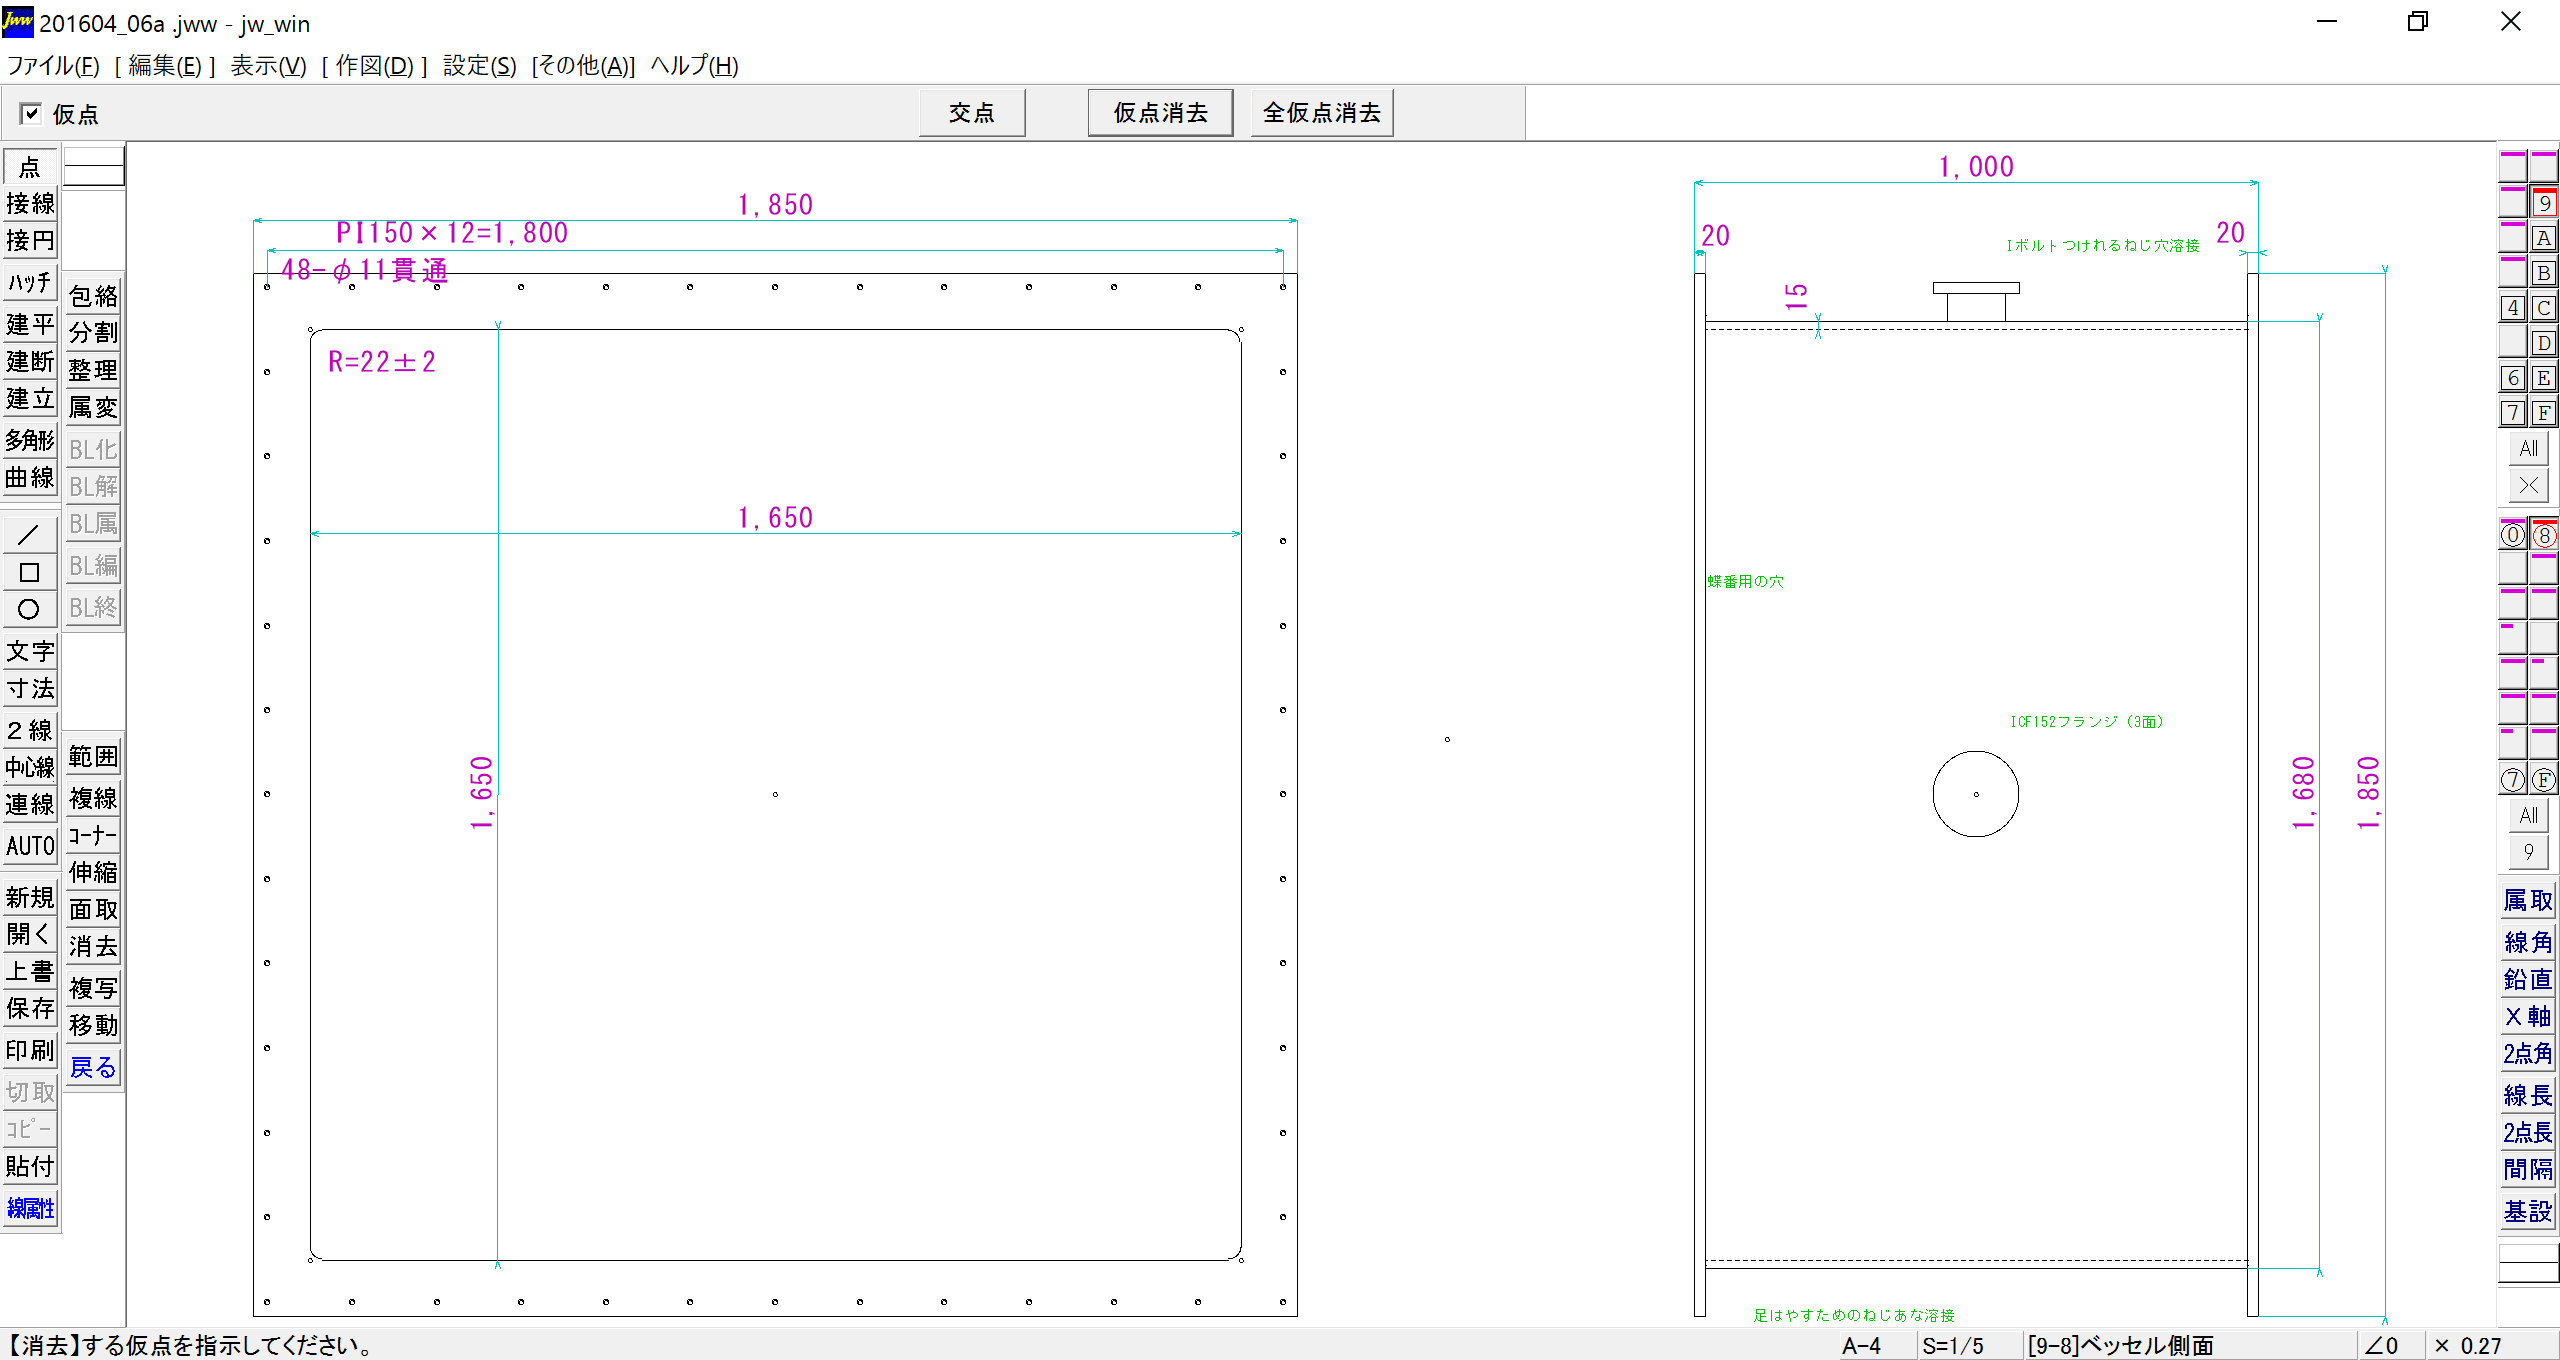 201604_06a .jww - jw_win
ファイル(F) [ 編集(E) ] 表示(V) [ 作図(D) ] 設定(S) [その他(A)] ヘルプ(H)
仮点 交点 仮点消去 全仮点消去
点
接線
接円
ハッチ
建平
建断
建立
多角形
曲線
文字
寸法
2線
中心線
連線
AUTO
新規
開く
上書
保存
印刷
切取
コピー
貼付
線属性
包絡
分割
整理
属変
BL化
BL解
BL属
BL編
BL終
範囲
複線
コーナー
伸縮
面取
消去
複写
移動
戻る
1,850
PI150×12=1,800
48-φ11貫通
R=22±2
1,650
1,650
1,000
20
20
Iボルトつけれるねじ穴溶接
15
蝶番用の穴
ICF152フランジ (3面)
1,680
1,850
足はやすためのねじあな溶接
9
A
B
4 C
D
6 E
7 F
All
×
0 8
7 F
All
9
属取
線角
鉛直
X軸
2点角
線長
2点長
間隔
基設
【消去】する仮点を指示してください。
A-4 S=1/5 [9-8]ベッセル側面 ∠0 × 0.27